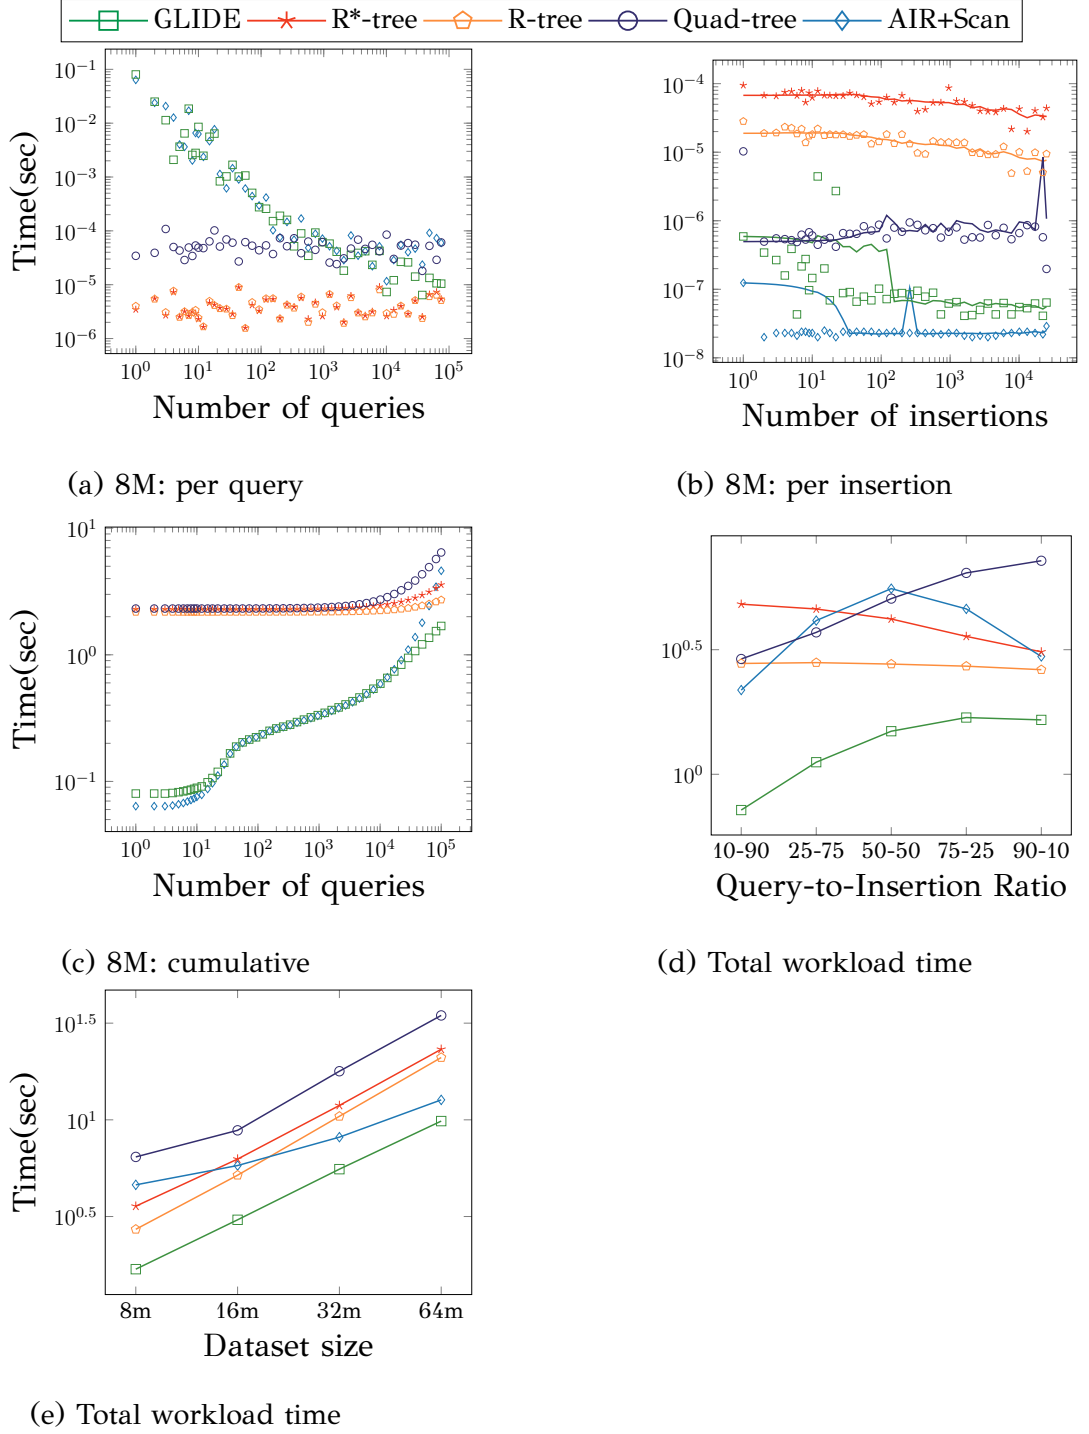 GLIDE R*-tree R-tree Quad-tree AIR+Scan
Time(sec)
10^-1
10^-2
10^-3
10^-4
10^-5
10^-6
10^0 10^1 10^2 10^3 10^4 10^5
Number of queries
(a) 8M: per query
10^-4
10^-5
10^-6
10^-7
10^-8
10^0 10^1 10^2 10^3 10^4
Number of insertions
(b) 8M: per insertion
Time(sec)
10^1
10^0
10^-1
10^0 10^1 10^2 10^3 10^4 10^5
Number of queries
(c) 8M: cumulative
10^0.5
10^0
10-90 25-75 50-50 75-25 90-10
Query-to-Insertion Ratio
(d) Total workload time
Time(sec)
10^1.5
10^1
10^0.5
8m 16m 32m 64m
Dataset size
(e) Total workload time